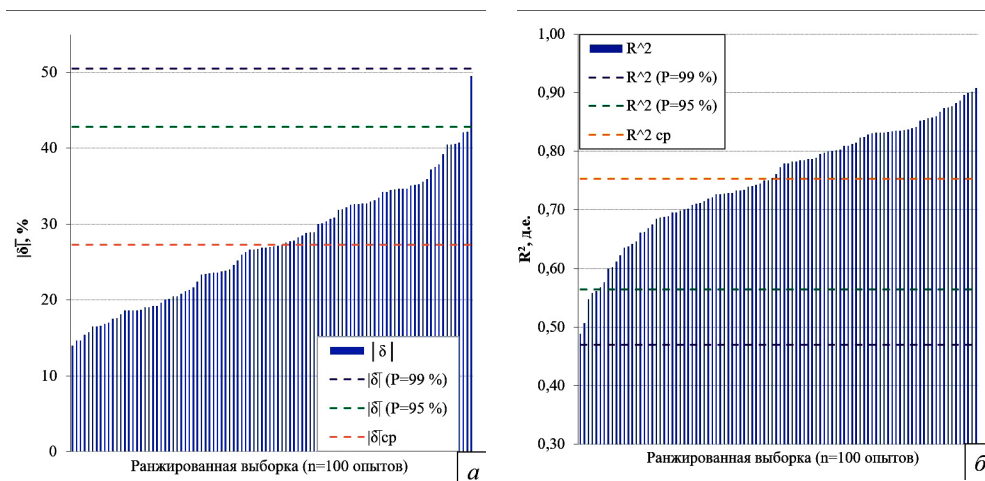 |δ̅|, %
50
40
30
20
10
0
| δ |
|δ̅| (P=99 %)
|δ̅| (P=95 %)
|δ̅|ср
Ранжированная выборка (n=100 опытов)
а
R², д.е.
1,00
0,90
0,80
0,70
0,60
0,50
0,40
0,30
R^2
R^2 (P=99 %)
R^2 (P=95 %)
R^2 ср
Ранжированная выборка (n=100 опытов)
б